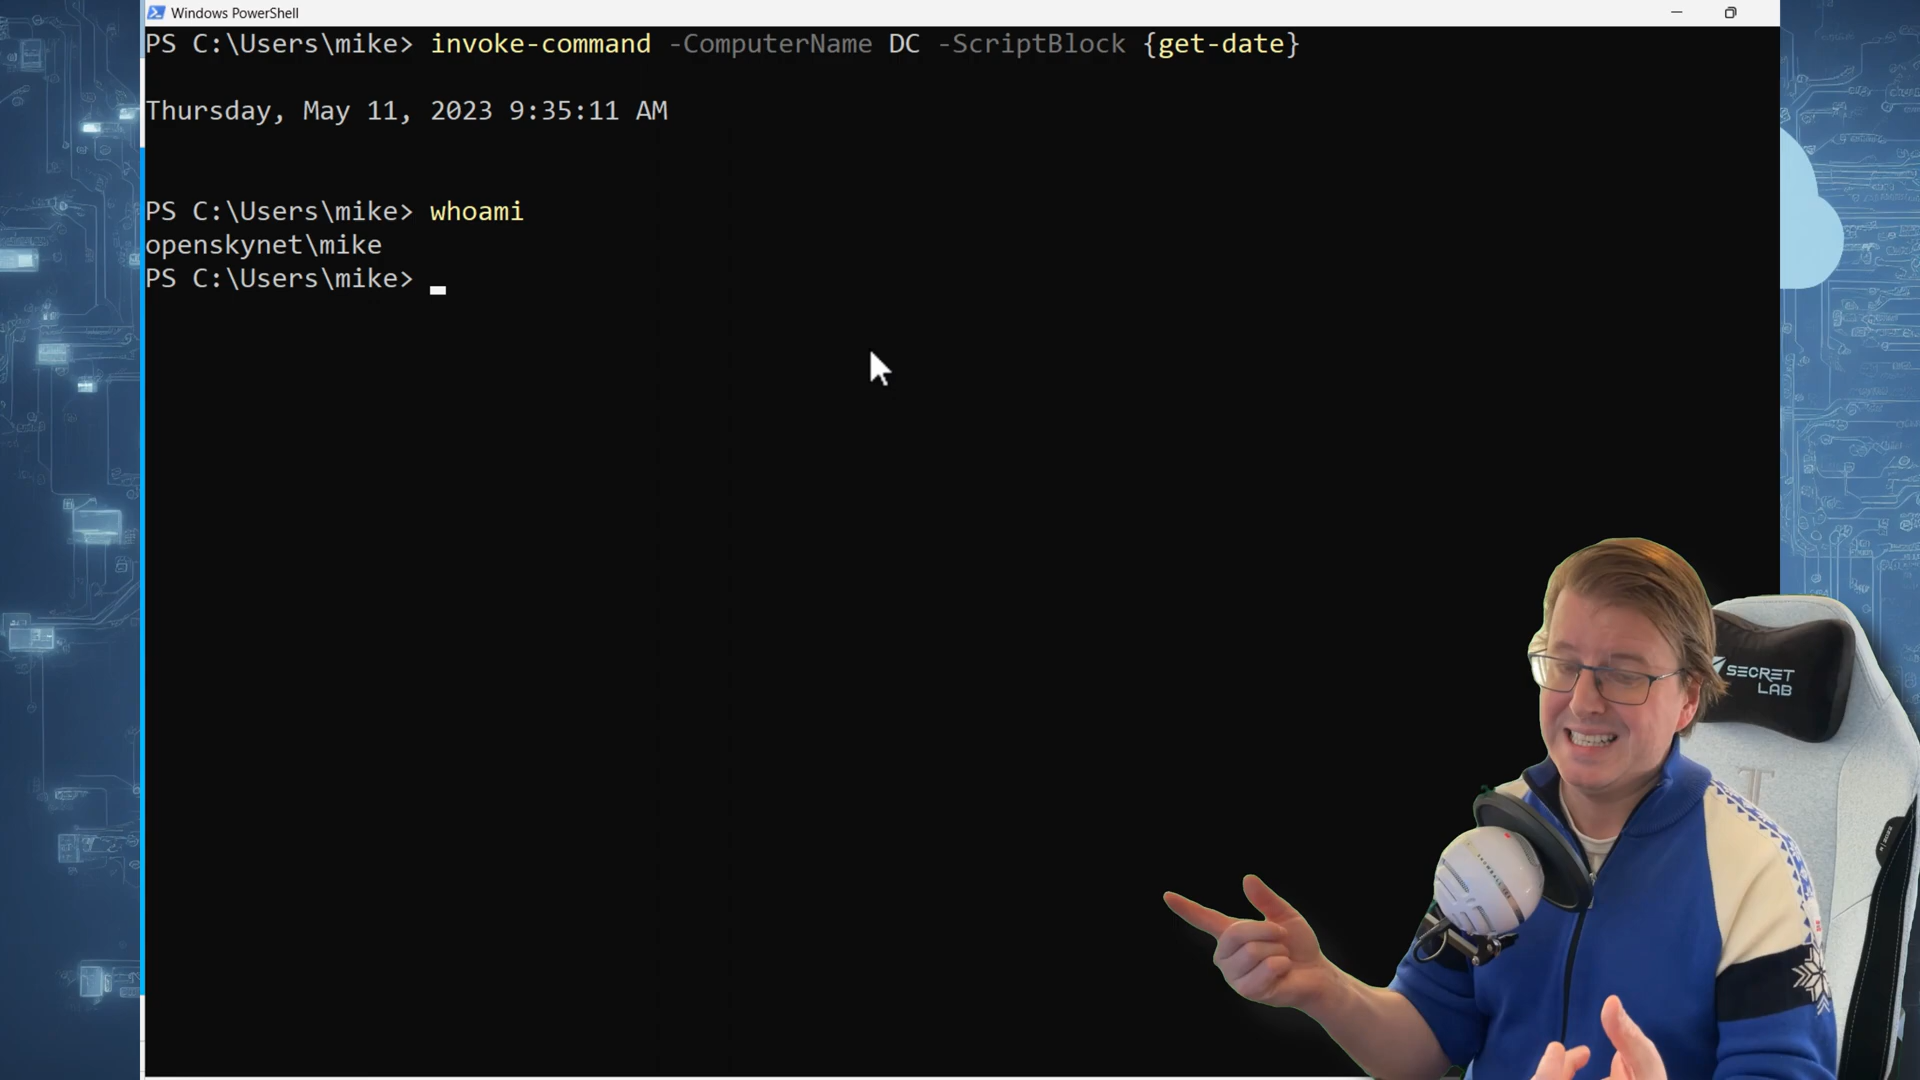 Windows PowerShell
PS C:\Users\mike> invoke-command -ComputerName DC -ScriptBlock {get-date}
Thursday, May 11, 2023 9:35:11 AM
PS C:\Users\mike> whoami
openskynet\mike
PS C:\Users\mike>
SECRET
LAB